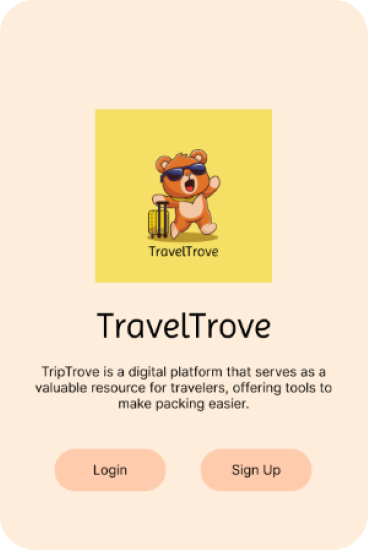 TravelTrove
TravelTrove
TripTrove is a digital platform that serves as a
valuable resource for travelers, offering tools to
make packing easier.
Login
Sign Up